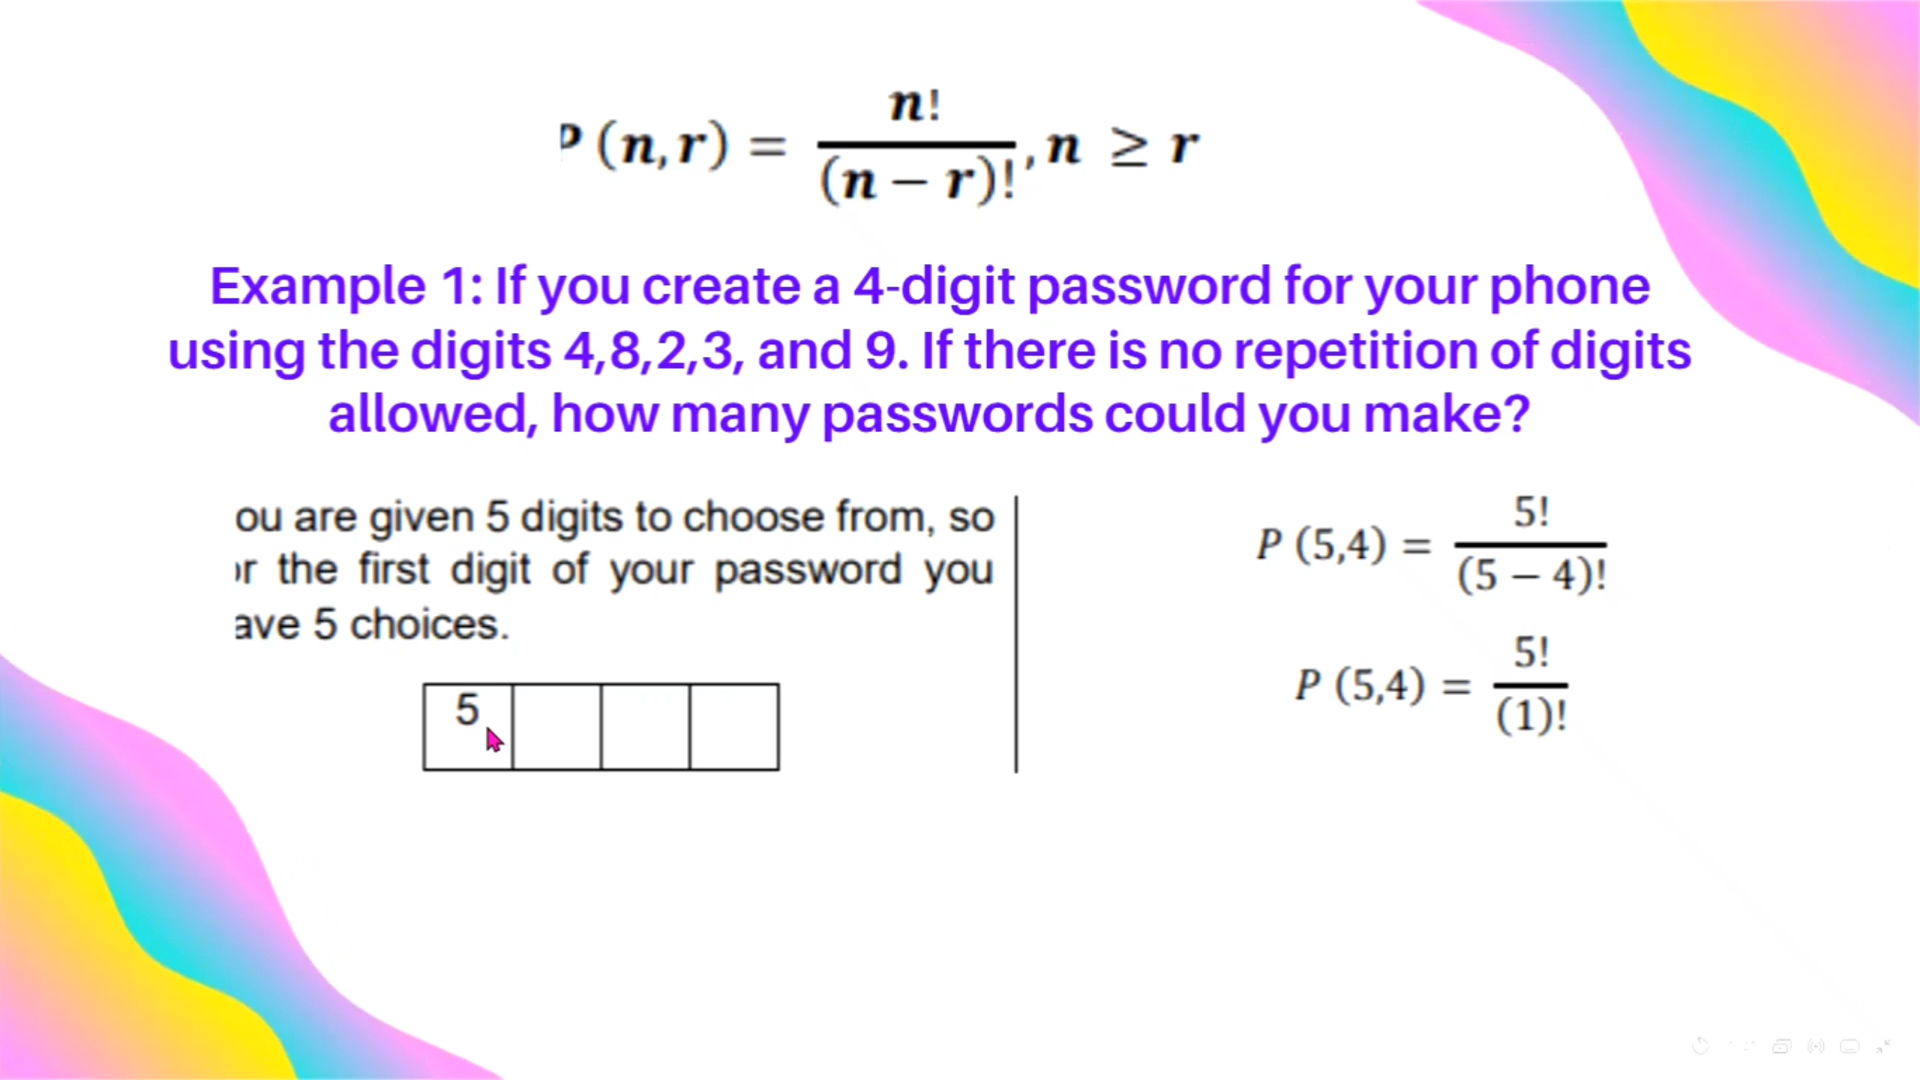 P (n, r) = n! / (n − r)! , n ≥ r
Example 1: If you create a 4-digit password for your phone
using the digits 4,8,2,3, and 9. If there is no repetition of digits
allowed, how many passwords could you make?
ou are given 5 digits to choose from, so
r the first digit of your password you
ave 5 choices.
5
P (5,4) = 5! / (5 − 4)!
P (5,4) = 5! / (1)!